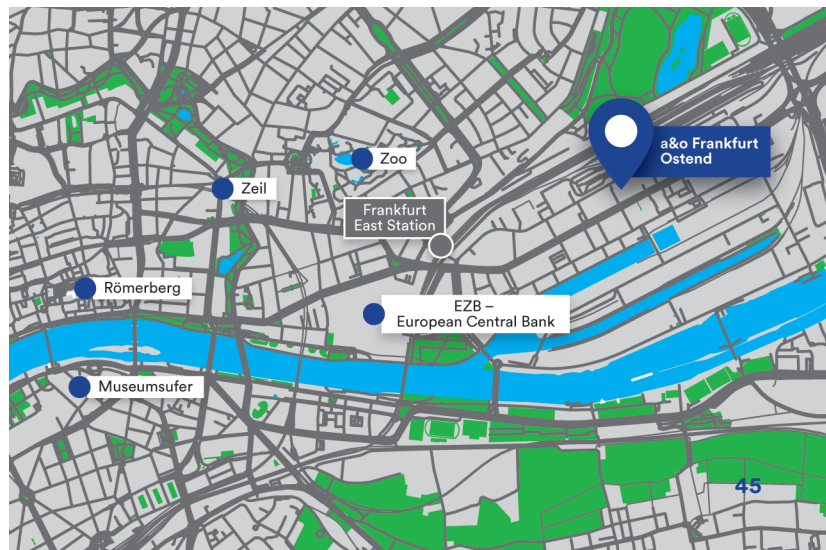 a&o Frankfurt
Ostend
Zoo
Zeil
Frankfurt
East Station
Römerberg
EZB –
European Central Bank
Museumsufer
45